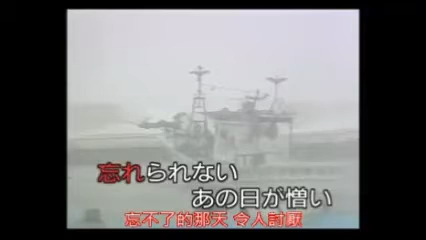 忘れられない
あの日が憎い
忘不了的那天 令人討厭